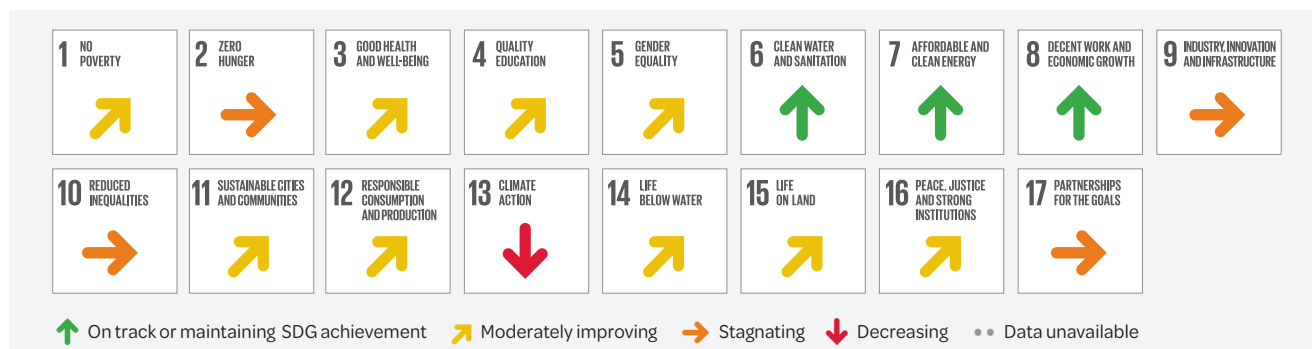 1 NO
POVERTY
2 ZERO
HUNGER
3 GOOD HEALTH
AND WELL-BEING
4 QUALITY
EDUCATION
5 GENDER
EQUALITY
6 CLEAN WATER
AND SANITATION
7 AFFORDABLE AND
CLEAN ENERGY
8 DECENT WORK AND
ECONOMIC GROWTH
9 INDUSTRY, INNOVATION
AND INFRASTRUCTURE
10 REDUCED
INEQUALITIES
11 SUSTAINABLE CITIES
AND COMMUNITIES
12 RESPONSIBLE
CONSUMPTION
AND PRODUCTION
13 CLIMATE
ACTION
14 LIFE
BELOW WATER
15 LIFE
ON LAND
16 PEACE, JUSTICE
AND STRONG
INSTITUTIONS
17 PARTNERSHIPS
FOR THE GOALS
On track or maintaining SDG achievement Moderately improving Stagnating Decreasing Data unavailable